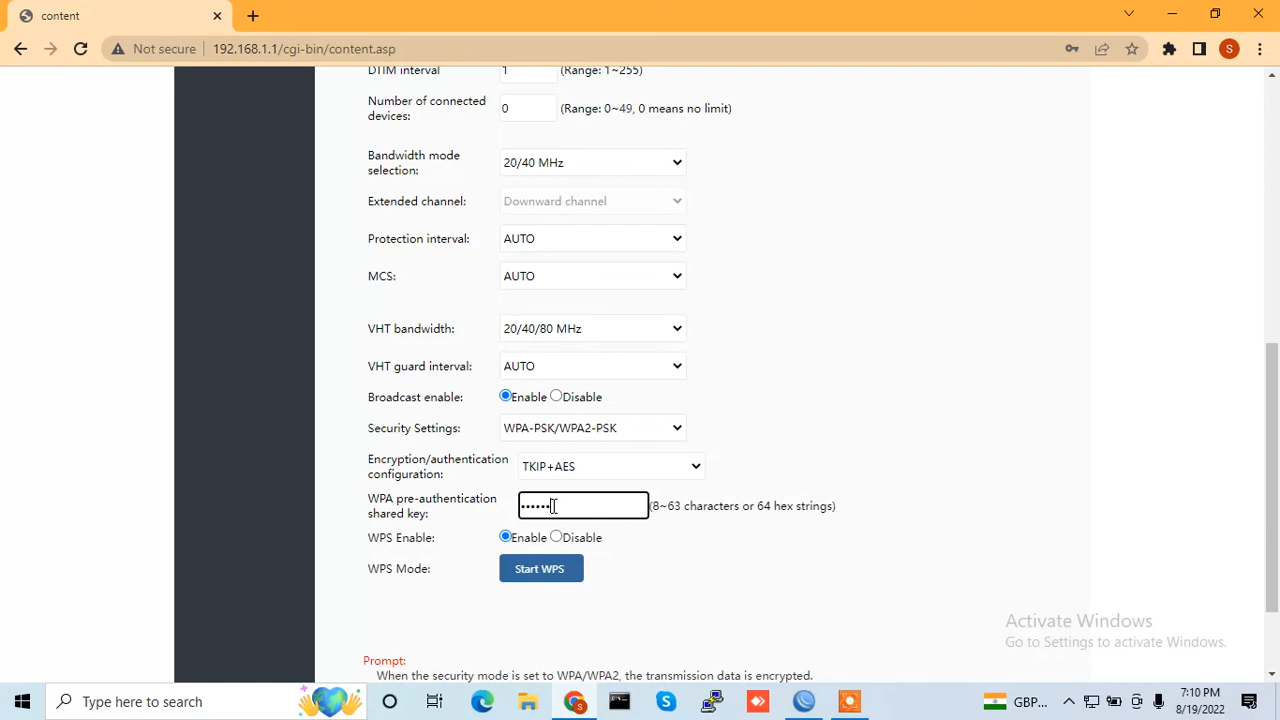 content
Not secure
192.168.1.1/cgi-bin/content.asp
S
DTIM interval 1 (Range: 1~255)
Number of connected
devices:
0 (Range: 0~49, 0 means no limit)
Bandwidth mode
selection:
20/40 MHz
Extended channel: Downward channel
Protection interval: AUTO
MCS: AUTO
VHT bandwidth: 20/40/80 MHz
VHT guard interval: AUTO
Broadcast enable: Enable Disable
Security Settings: WPA-PSK/WPA2-PSK
Encryption/authentication
configuration:
TKIP+AES
WPA pre-authentication
shared key:
•••••• (8~63 characters or 64 hex strings)
WPS Enable: Enable Disable
WPS Mode: Start WPS
Activate Windows
Go to Settings to activate Windows.
Prompt:
When the security mode is set to WPA/WPA2, the transmission data is encrypted.
Type here to search
GBP...
7:10 PM
8/19/2022